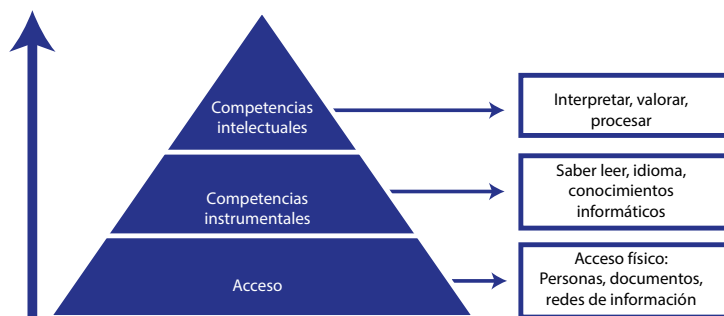 Competencias
intelectuales
Interpretar, valorar,
procesar
Competencias
instrumentales
Saber leer, idioma,
conocimientos
informáticos
Acceso
Acceso físico:
Personas, documentos,
redes de información